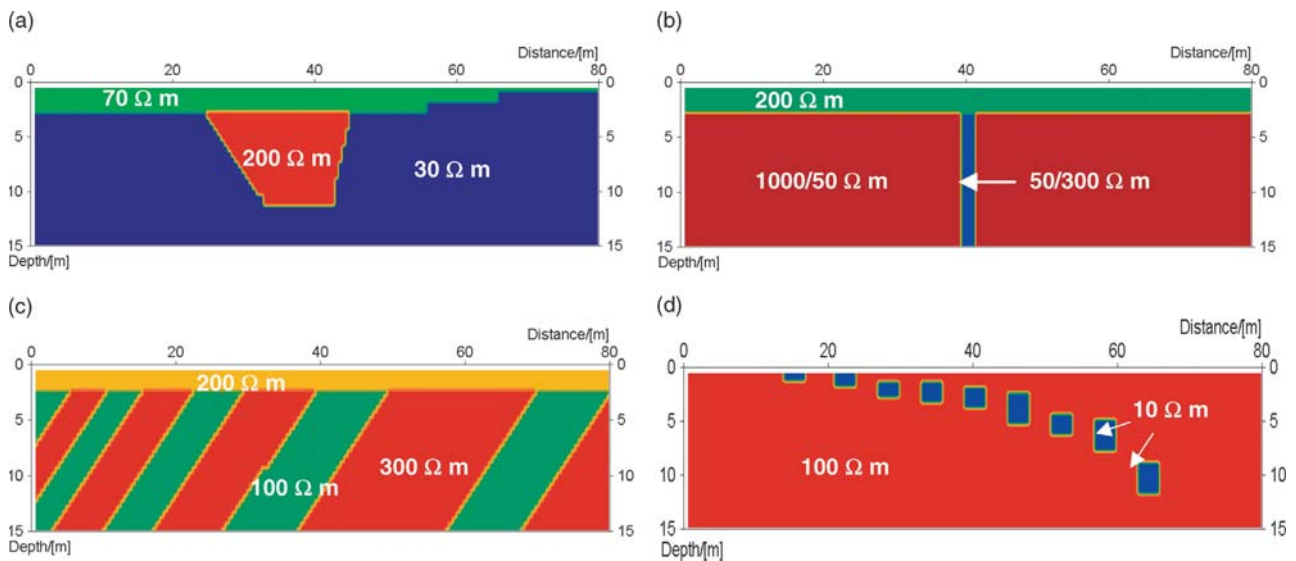 (a)
Distance/[m]
0 20 40 60 80
0 0
70 Ω m
5 5
200 Ω m
30 Ω m
10 10
15 15
Depth/[m]
(b)
Distance/[m]
0 20 40 60 80
0 0
200 Ω m
5 5
1000/50 Ω m 50/300 Ω m
10 10
15 15
Depth/[m]
(c)
Distance/[m]
0 20 40 60 80
0 0
200 Ω m
5 5
300 Ω m
10 10
100 Ω m
15 15
Depth/[m]
(d)
Distance/[m]
0 20 40 60 80
0 0
10 Ω m
5 5
100 Ω m
10 10
15 15
Depth/[m]